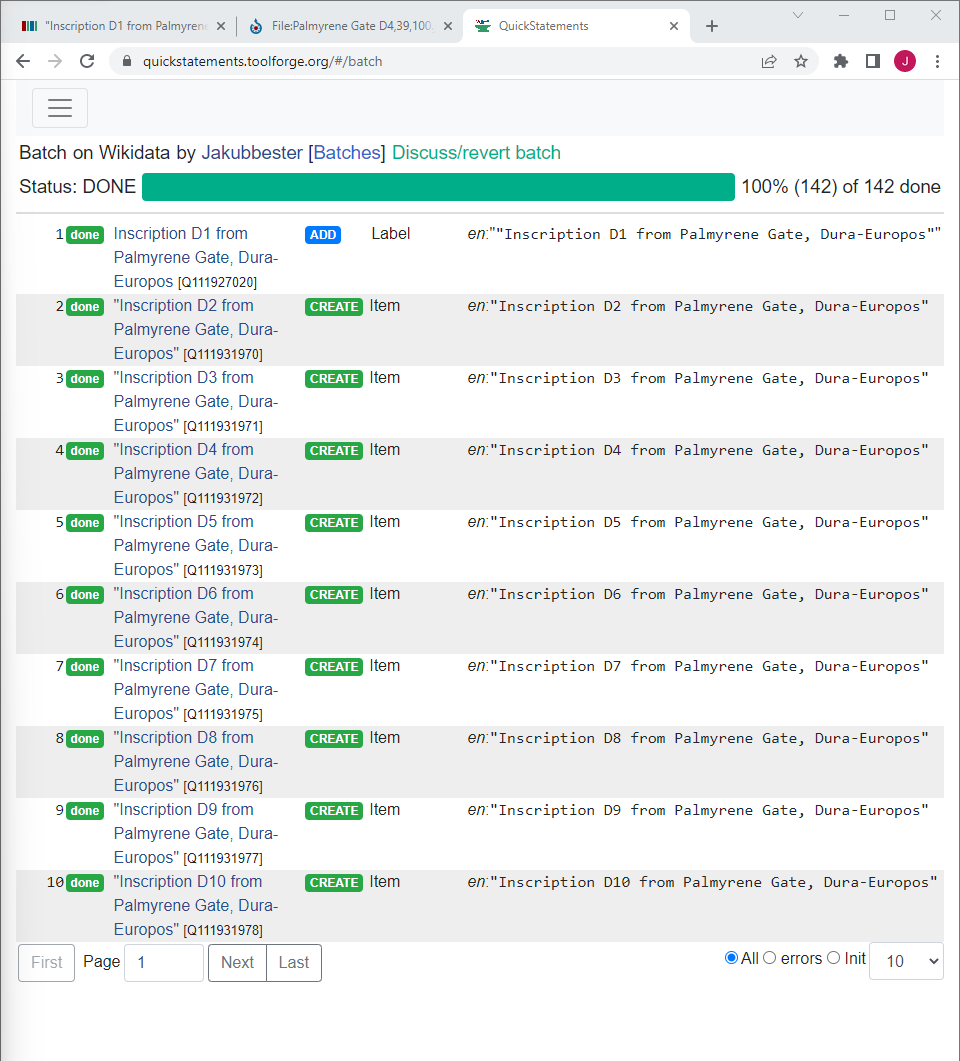 "Inscription D1 from Palmyrene
File:Palmyrene Gate D4,39,100,
QuickStatements
quickstatements.toolforge.org/#/batch
J
Batch on Wikidata by Jakubbester [Batches] Discuss/revert batch
Status: DONE 100% (142) of 142 done
1 done Inscription D1 from ADD Label en:""Inscription D1 from Palmyrene Gate, Dura-Europos""
Palmyrene Gate, Dura-
Europos [Q111927020]
2 done "Inscription D2 from CREATE Item en:"Inscription D2 from Palmyrene Gate, Dura-Europos"
Palmyrene Gate, Dura-
Europos" [Q111931970]
3 done "Inscription D3 from CREATE Item en:"Inscription D3 from Palmyrene Gate, Dura-Europos"
Palmyrene Gate, Dura-
Europos" [Q111931971]
4 done "Inscription D4 from CREATE Item en:"Inscription D4 from Palmyrene Gate, Dura-Europos"
Palmyrene Gate, Dura-
Europos" [Q111931972]
5 done "Inscription D5 from CREATE Item en:"Inscription D5 from Palmyrene Gate, Dura-Europos"
Palmyrene Gate, Dura-
Europos" [Q111931973]
6 done "Inscription D6 from CREATE Item en:"Inscription D6 from Palmyrene Gate, Dura-Europos"
Palmyrene Gate, Dura-
Europos" [Q111931974]
7 done "Inscription D7 from CREATE Item en:"Inscription D7 from Palmyrene Gate, Dura-Europos"
Palmyrene Gate, Dura-
Europos" [Q111931975]
8 done "Inscription D8 from CREATE Item en:"Inscription D8 from Palmyrene Gate, Dura-Europos"
Palmyrene Gate, Dura-
Europos" [Q111931976]
9 done "Inscription D9 from CREATE Item en:"Inscription D9 from Palmyrene Gate, Dura-Europos"
Palmyrene Gate, Dura-
Europos" [Q111931977]
10 done "Inscription D10 from CREATE Item en:"Inscription D10 from Palmyrene Gate, Dura-Europos"
Palmyrene Gate, Dura-
Europos" [Q111931978]
First Page 1 Next Last All errors Init 10